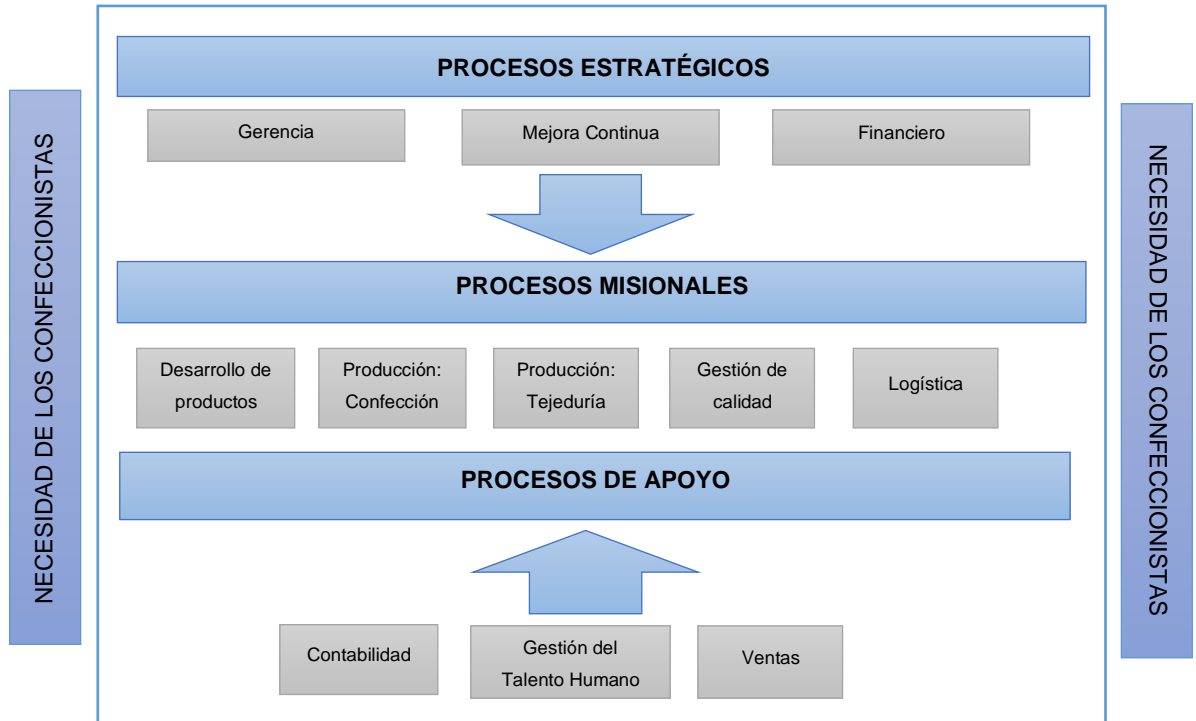 NECESIDAD DE LOS CONFECCIONISTAS
PROCESOS ESTRATÉGICOS
Gerencia
Mejora Continua
Financiero
PROCESOS MISIONALES
Desarrollo de
productos
Producción:
Confección
Producción:
Tejeduría
Gestión de
calidad
Logística
PROCESOS DE APOYO
Contabilidad
Gestión del
Talento Humano
Ventas
NECESIDAD DE LOS CONFECCIONISTAS